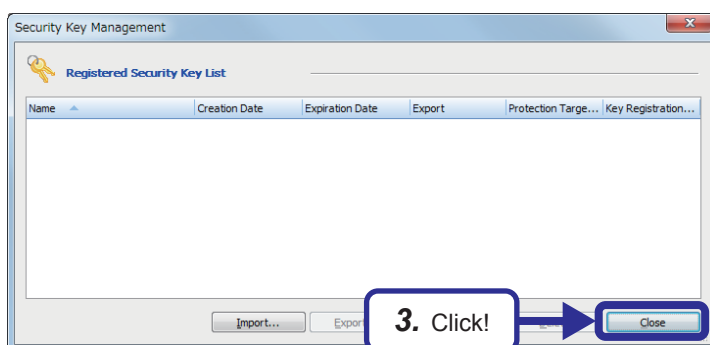 Security Key Management
Registered Security Key List
Name Creation Date Expiration Date Export Protection Targe... Key Registration...
Import... Export 3. Click! Close